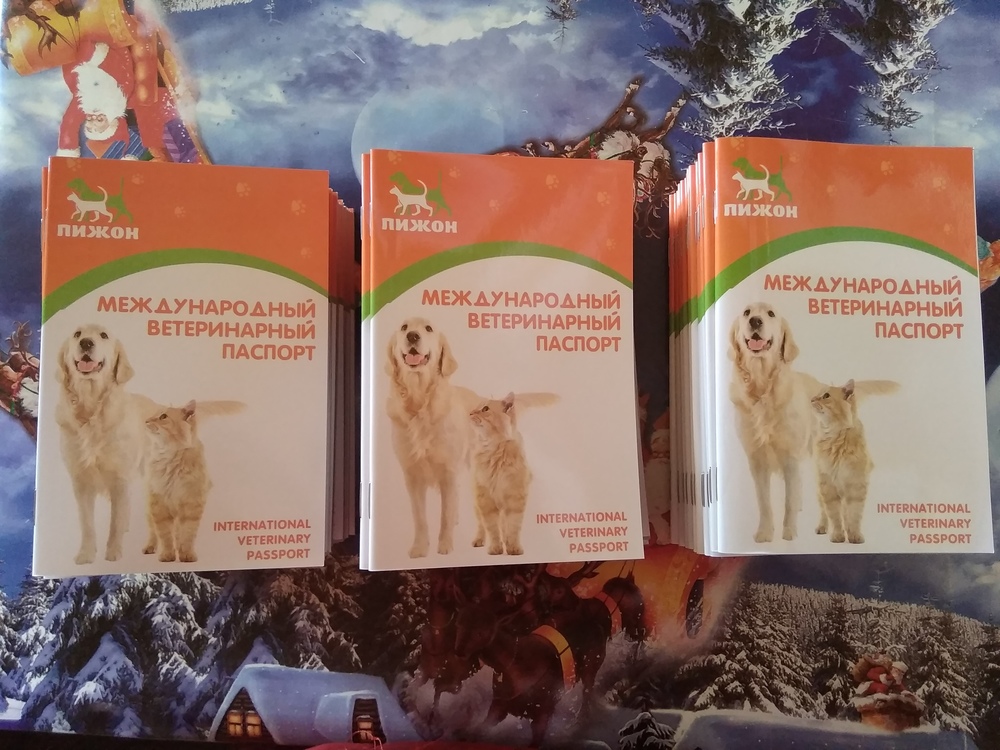 ПИЖОН
МЕЖДУНАРОДНЫЙ
ВЕТЕРИНАРНЫЙ
ПАСПОРТ
INTERNATIONAL
VETERINARY
PASSPORT
ПИЖОН
МЕЖДУНАРОДНЫЙ
ВЕТЕРИНАРНЫЙ
ПАСПОРТ
INTERNATIONAL
VETERINARY
PASSPORT
ПИЖОН
МЕЖДУНАРОДНЫЙ
ВЕТЕРИНАРНЫЙ
ПАСПОРТ
INTERNATIONAL
VETERINARY
PASSPORT